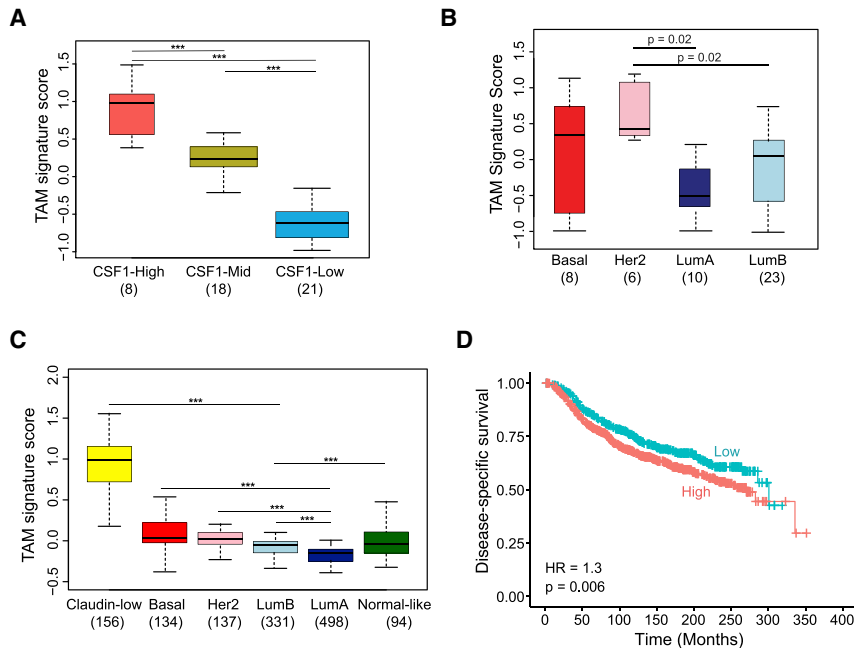 A
TAM signature score
1.5
1.0
0.5
0.0
−0.5
−1.0
***
***
***
CSF1-High
(8)
CSF1-Mid
(18)
CSF1-Low
(21)
B
TAM Signature Score
1.5
1.0
0.5
0.0
−0.5
−1.0
p = 0.02
p = 0.02
Basal
(8)
Her2
(6)
LumA
(10)
LumB
(23)
C
TAM signature score
2.0
1.5
1.0
0.5
0.0
−0.5
***
***
***
***
***
Claudin-low
(156)
Basal
(134)
Her2
(137)
LumB
(331)
LumA
(498)
Normal-like
(94)
D
Disease-specific survival
1.00
0.75
0.50
0.25
0.00
Low
High
HR = 1.3
p = 0.006
0 50 100 150 200 250 300 350 400
Time (Months)